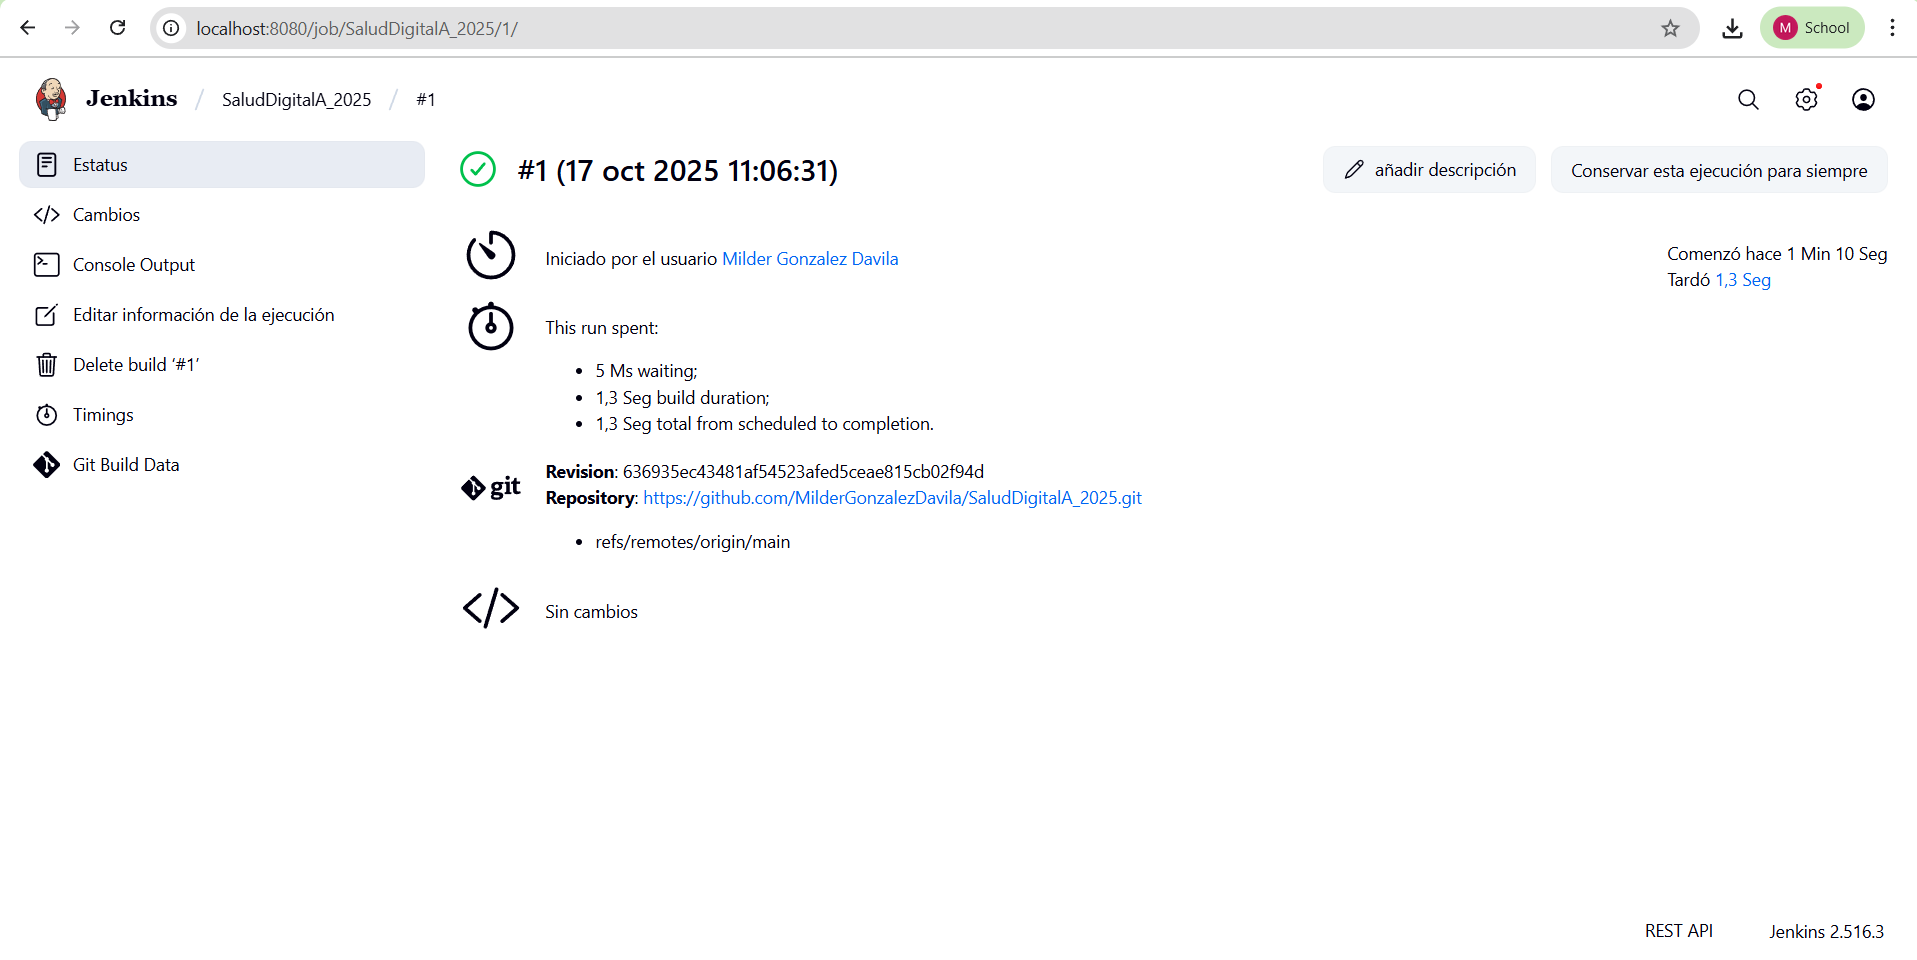 localhost:8080/job/SaludDigitalA_2025/1/
M School
Jenkins / SaludDigitalA_2025 / #1
Estatus
Cambios
Console Output
Editar información de la ejecución
Delete build ‘#1’
Timings
Git Build Data
#1 (17 oct 2025 11:06:31)
añadir descripción
Conservar esta ejecución para siempre
Iniciado por el usuario Milder Gonzalez Davila
Comenzó hace 1 Min 10 Seg
Tardó 1,3 Seg
This run spent:
• 5 Ms waiting;
• 1,3 Seg build duration;
• 1,3 Seg total from scheduled to completion.
git
Revision: 636935ec43481af54523afed5ceae815cb02f94d
Repository: https://github.com/MilderGonzalezDavila/SaludDigitalA_2025.git
• refs/remotes/origin/main
Sin cambios
REST API
Jenkins 2.516.3